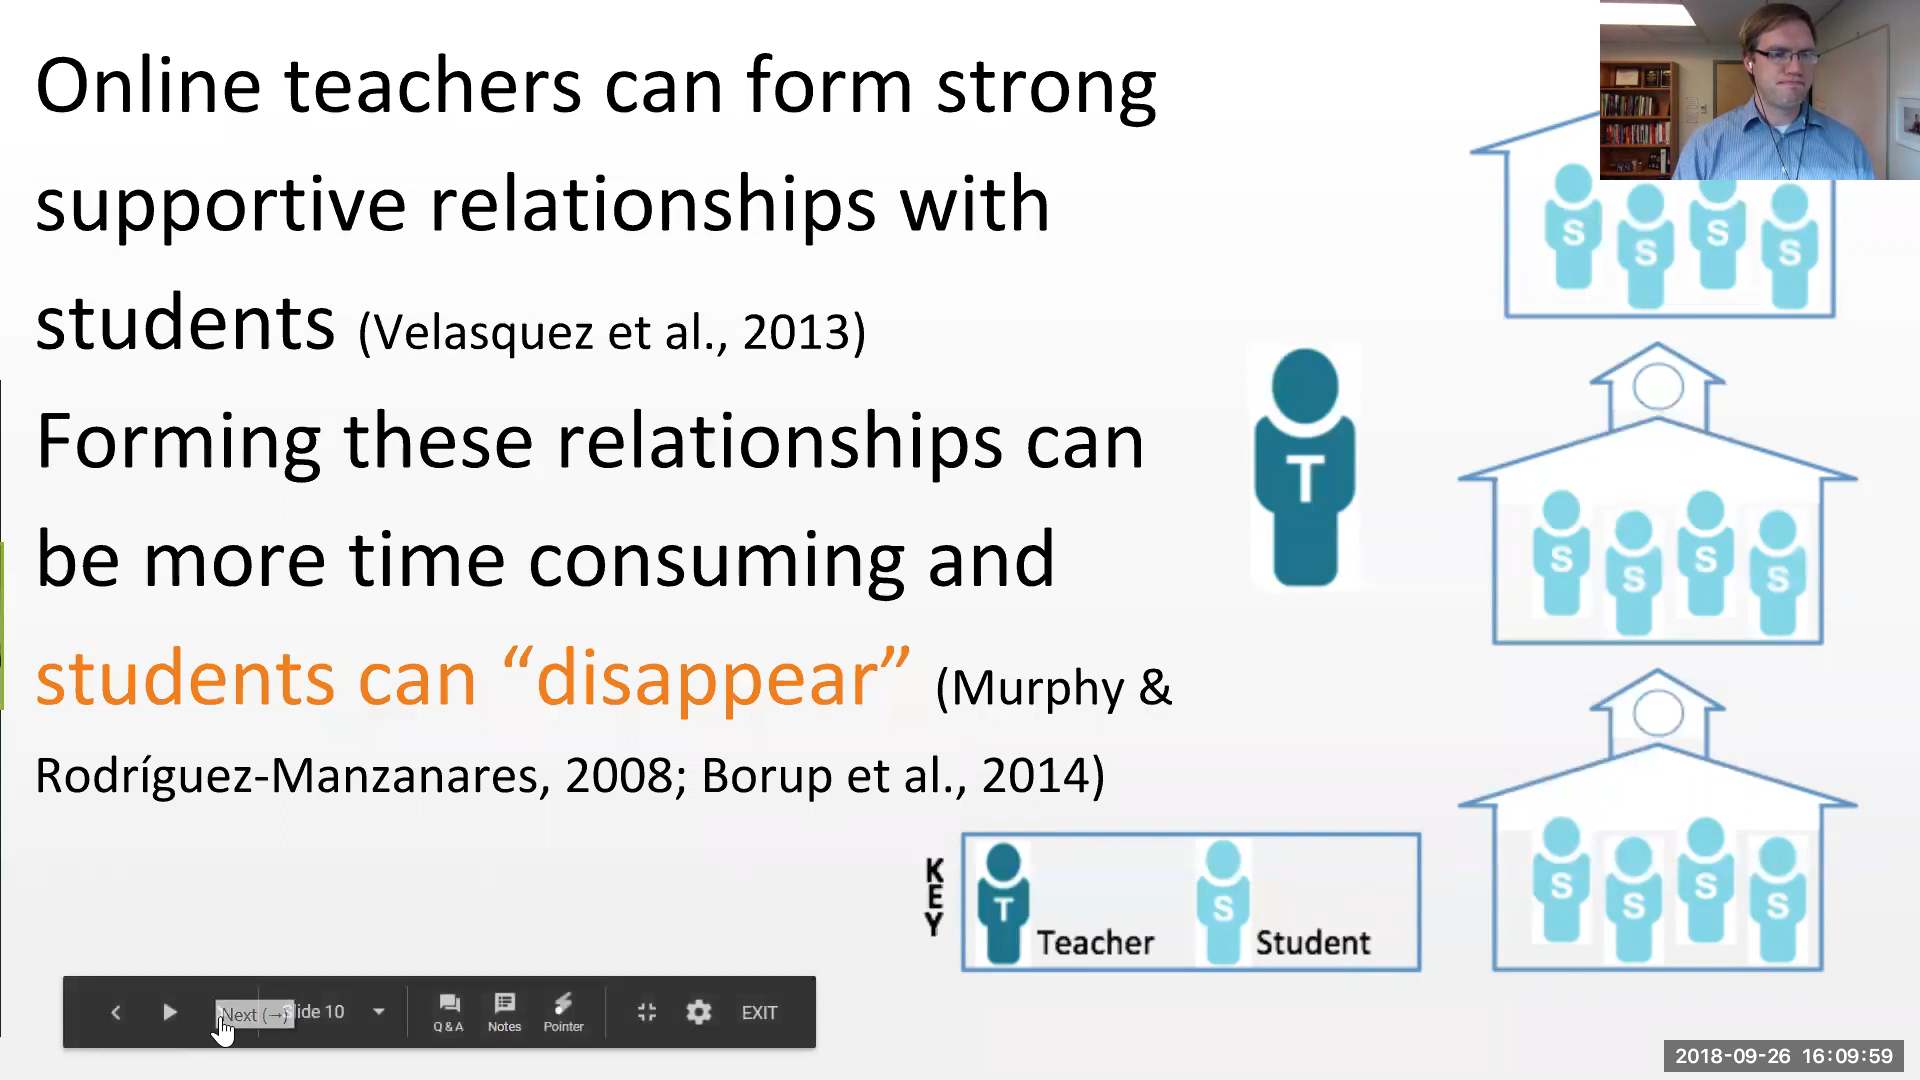 Online teachers can form strong
supportive relationships with
students (Velasquez et al., 2013)
Forming these relationships can
be more time consuming and
students can “disappear” (Murphy &
Rodríguez-Manzanares, 2008; Borup et al., 2014)
T
S S S S
S S S S
S S S S
KEY
T Teacher S Student
Next (→) Slide 10 Q & A Notes Pointer EXIT
2018-09-26 16:09:59